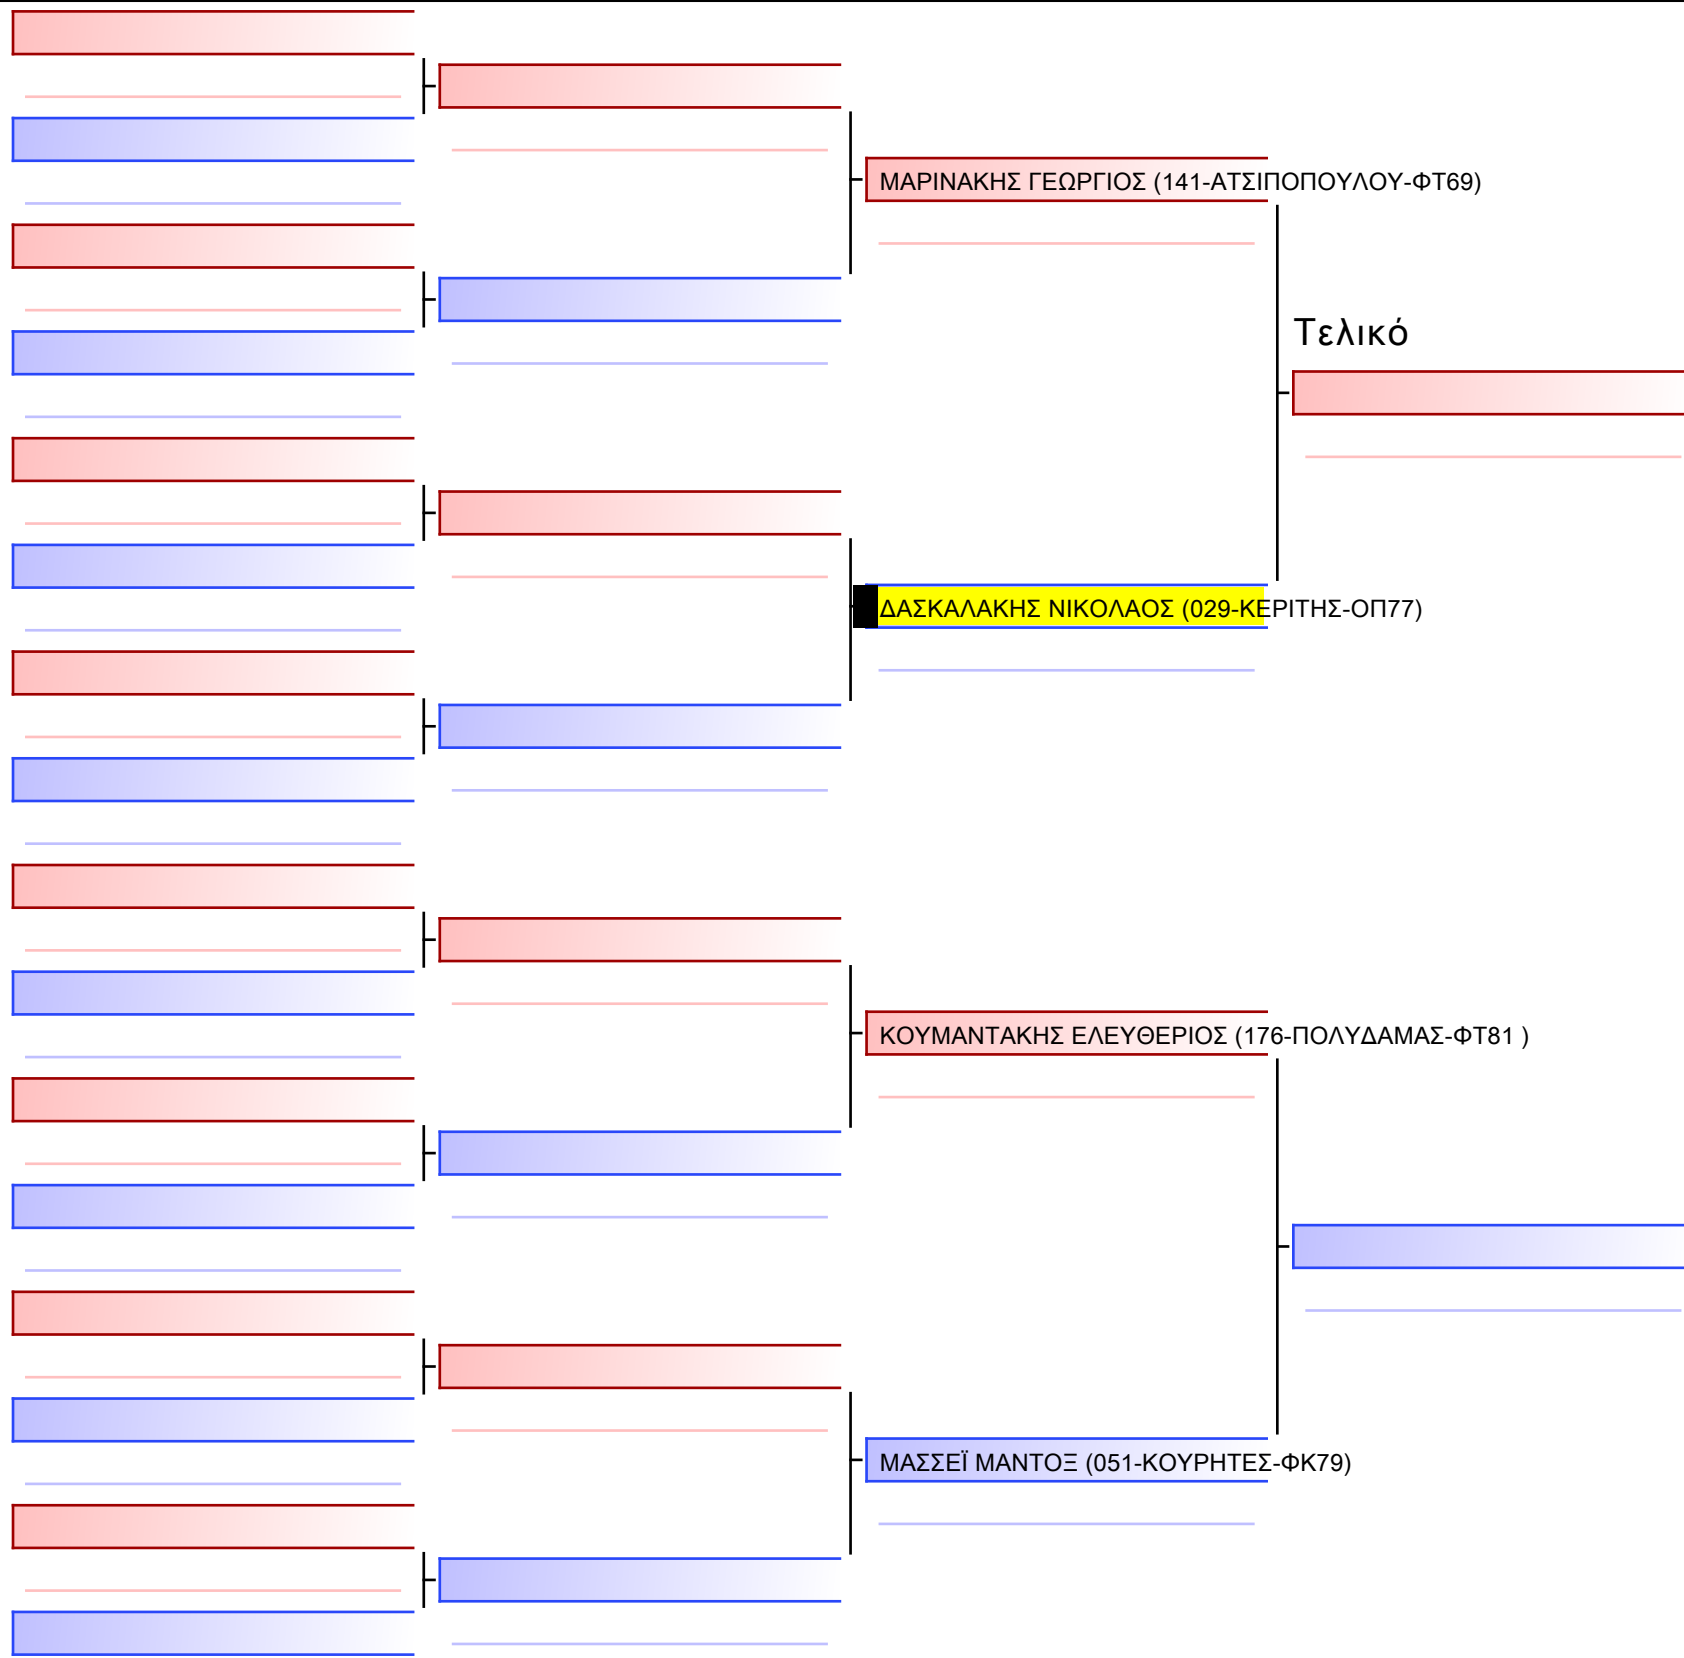 ΜΑΡΙΝΑΚΗΣ ΓΕΩΡΓΙΟΣ (141-ΑΤΣΙΠΟΠΟΥΛΟΥ-ΦΤ69)
Τελικό
ΔΑΣΚΑΛΑΚΗΣ ΝΙΚΟΛΑΟΣ (029-ΚΕΡΙΤΗΣ-ΟΠ77)
ΚΟΥΜΑΝΤΑΚΗΣ ΕΛΕΥΘΕΡΙΟΣ (176-ΠΟΛΥΔΑΜΑΣ-ΦΤ81 )
ΜΑΣΣΕΪ ΜΑΝΤΟΞ (051-ΚΟΥΡΗΤΕΣ-ΦΚ79)